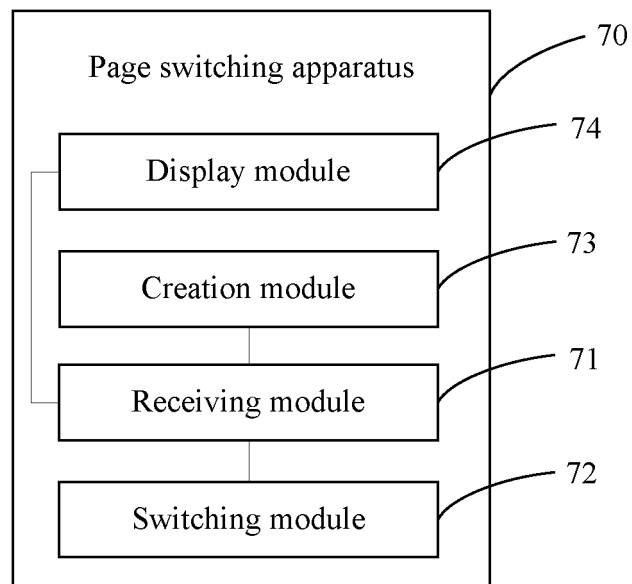 Page switching apparatus
70
Display module
74
Creation module
73
Receiving module
71
Switching module
72